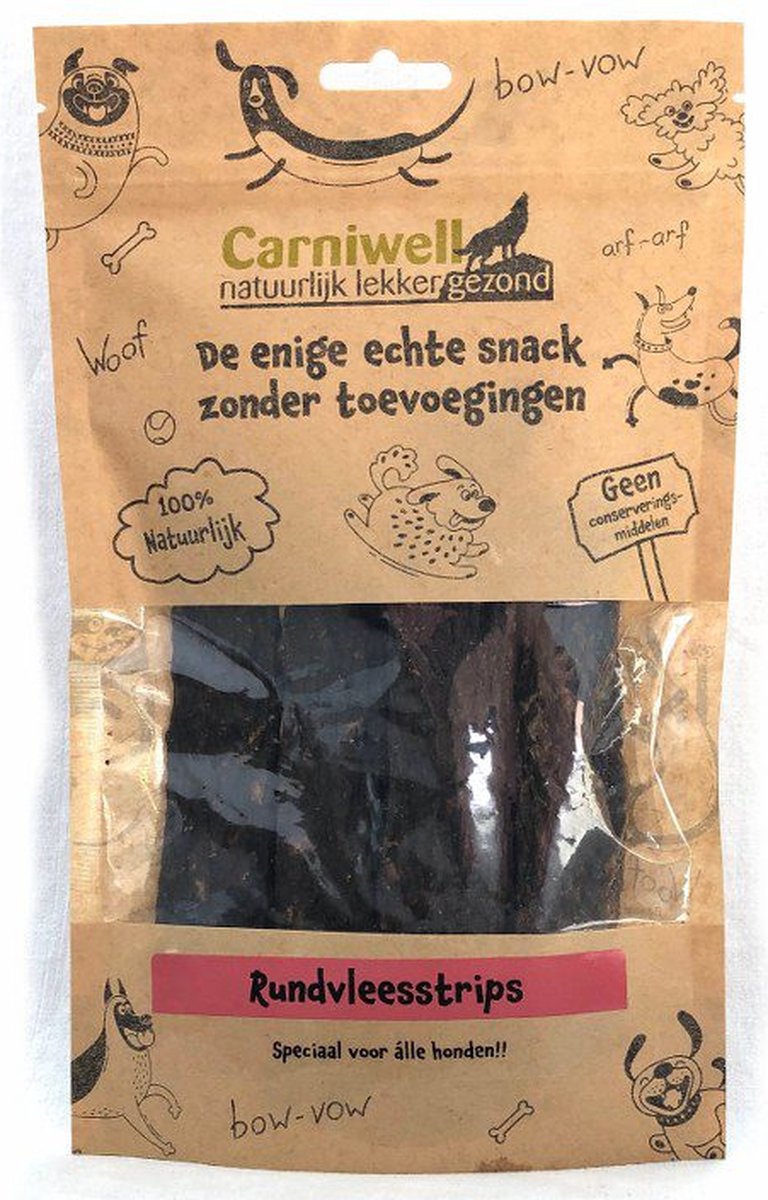 bow-vow
Carniwell
natuurlijk lekker gezond
arf-arf
Woof
De enige echte snack
zonder toevoegingen
100%
Natuurlijk
Geen
conserverings-
middelen
Rundvleesstrips
Speciaal voor álle honden!!
bow-vow